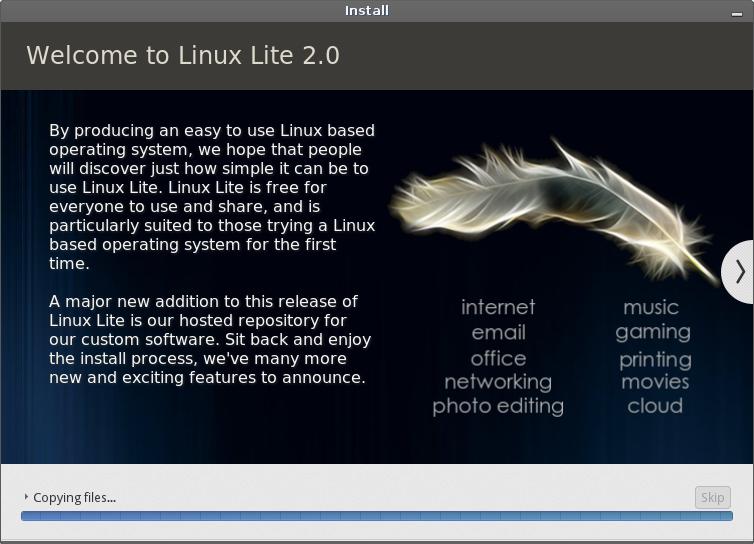 Install
Welcome to Linux Lite 2.0
By producing an easy to use Linux based
operating system, we hope that people
will discover just how simple it can be to
use Linux Lite. Linux Lite is free for
everyone to use and share, and is
particularly suited to those trying a Linux
based operating system for the first
time.
A major new addition to this release of
Linux Lite is our hosted repository for
our custom software. Sit back and enjoy
the install process, we've many more
new and exciting features to announce.
internet
email
office
networking
photo editing
music
gaming
printing
movies
cloud
Copying files...
Skip